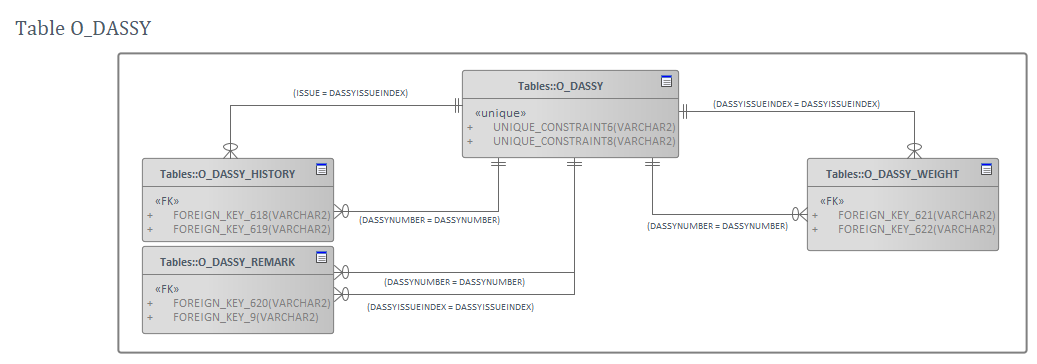 Table O_DASSY
Tables::O_DASSY
«unique»
+ UNIQUE_CONSTRAINT6(VARCHAR2)
+ UNIQUE_CONSTRAINT8(VARCHAR2)
(ISSUE = DASSYISSUEINDEX)
(DASSYISSUEINDEX = DASSYISSUEINDEX)
Tables::O_DASSY_HISTORY
«FK»
+ FOREIGN_KEY_618(VARCHAR2)
+ FOREIGN_KEY_619(VARCHAR2)
(DASSYNUMBER = DASSYNUMBER)
Tables::O_DASSY_WEIGHT
«FK»
+ FOREIGN_KEY_621(VARCHAR2)
+ FOREIGN_KEY_622(VARCHAR2)
(DASSYNUMBER = DASSYNUMBER)
Tables::O_DASSY_REMARK
«FK»
+ FOREIGN_KEY_620(VARCHAR2)
+ FOREIGN_KEY_9(VARCHAR2)
(DASSYNUMBER = DASSYNUMBER)
(DASSYISSUEINDEX = DASSYISSUEINDEX)